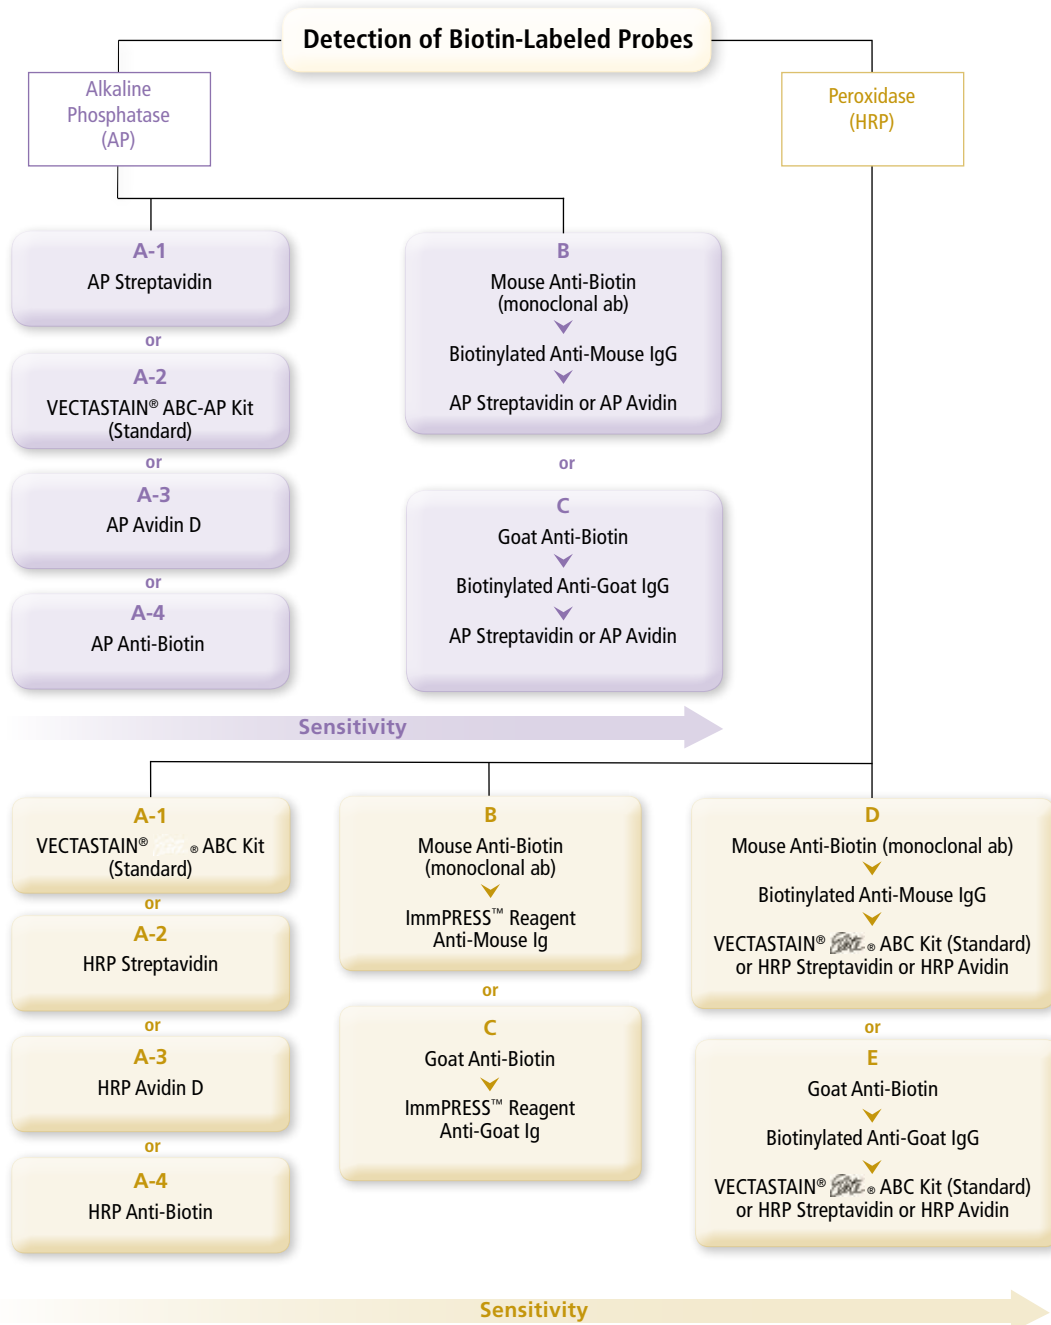 Detection of Biotin-Labeled Probes
Alkaline
Phosphatase
(AP)
Peroxidase
(HRP)
A-1
AP Streptavidin
or
A-2
VECTASTAIN® ABC-AP Kit
(Standard)
or
A-3
AP Avidin D
or
A-4
AP Anti-Biotin
B
Mouse Anti-Biotin
(monoclonal ab)
Biotinylated Anti-Mouse IgG
AP Streptavidin or AP Avidin
or
C
Goat Anti-Biotin
Biotinylated Anti-Goat IgG
AP Streptavidin or AP Avidin
Sensitivity
A-1
VECTASTAIN® Elite® ABC Kit
(Standard)
or
A-2
HRP Streptavidin
or
A-3
HRP Avidin D
or
A-4
HRP Anti-Biotin
B
Mouse Anti-Biotin
(monoclonal ab)
ImmPRESS™ Reagent
Anti-Mouse Ig
or
C
Goat Anti-Biotin
ImmPRESS™ Reagent
Anti-Goat Ig
D
Mouse Anti-Biotin (monoclonal ab)
Biotinylated Anti-Mouse IgG
VECTASTAIN® Elite® ABC Kit (Standard)
or HRP Streptavidin or HRP Avidin
or
E
Goat Anti-Biotin
Biotinylated Anti-Goat IgG
VECTASTAIN® Elite® ABC Kit (Standard)
or HRP Streptavidin or HRP Avidin
Sensitivity